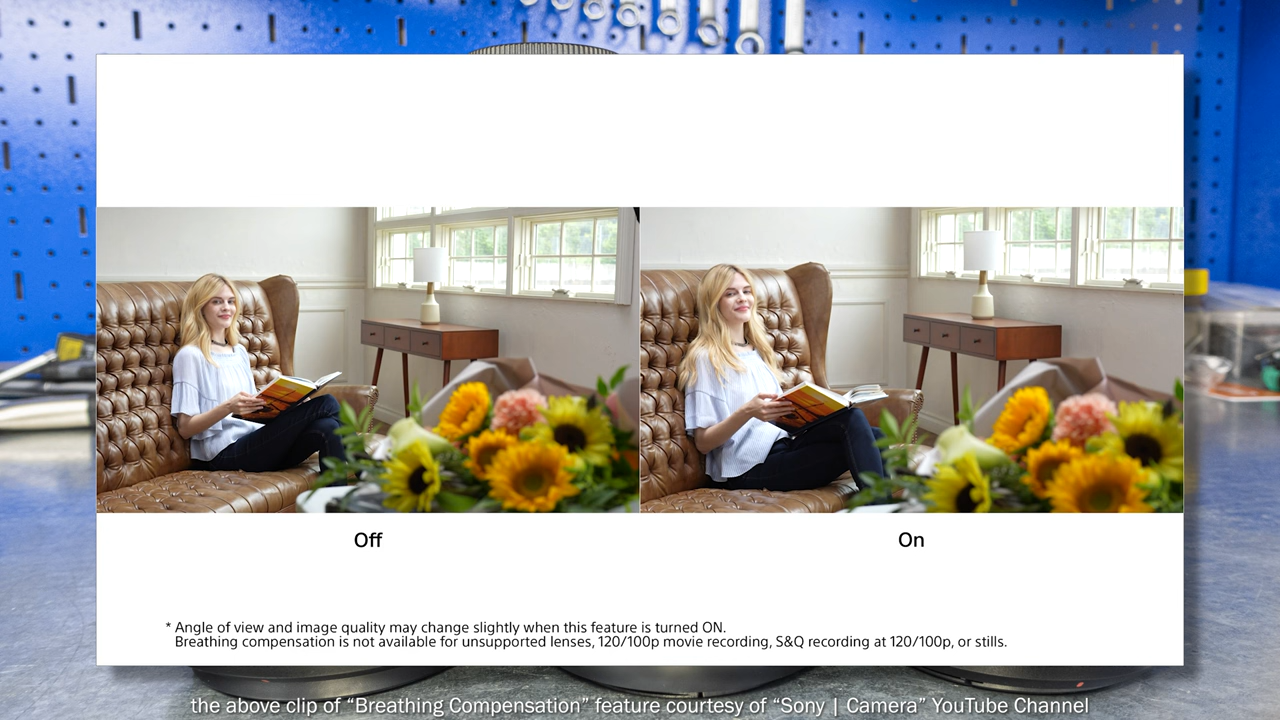 Off
On
* Angle of view and image quality may change slightly when this feature is turned ON.
Breathing compensation is not available for unsupported lenses, 120/100p movie recording, S&Q recording at 120/100p, or stills.
the above clip of “Breathing Compensation” feature courtesy of “Sony | Camera” YouTube Channel